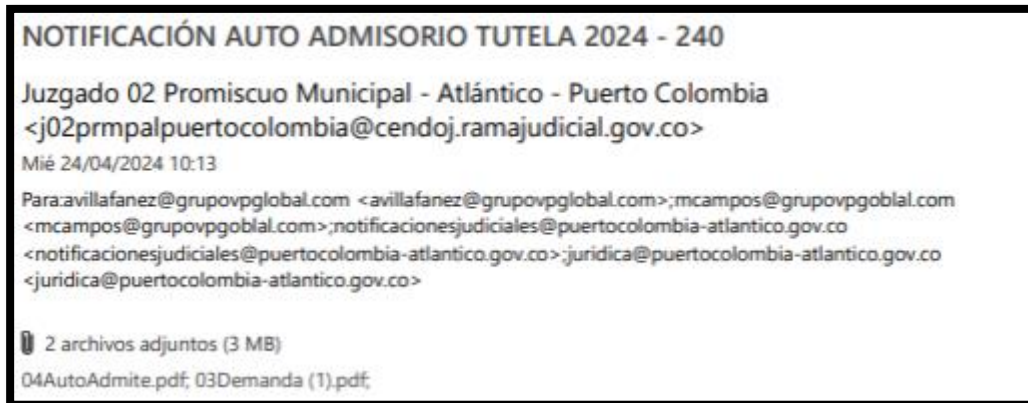 NOTIFICACIÓN AUTO ADMISORIO TUTELA 2024 - 240
Juzgado 02 Promiscuo Municipal - Atlántico - Puerto Colombia
<j02prmpalpuertocolombia@cendoj.ramajudicial.gov.co>
Mié 24/04/2024 10:13
Para:avillafanez@grupovpglobal.com <avillafanez@grupovpglobal.com>;mcampos@grupovpgoblal.com
<mcampos@grupovpgoblal.com>;notificacionesjudiciales@puertocolombia-atlantico.gov.co
<notificacionesjudiciales@puertocolombia-atlantico.gov.co>;juridica@puertocolombia-atlantico.gov.co
<juridica@puertocolombia-atlantico.gov.co>
2 archivos adjuntos (3 MB)
04AutoAdmite.pdf; 03Demanda (1).pdf;